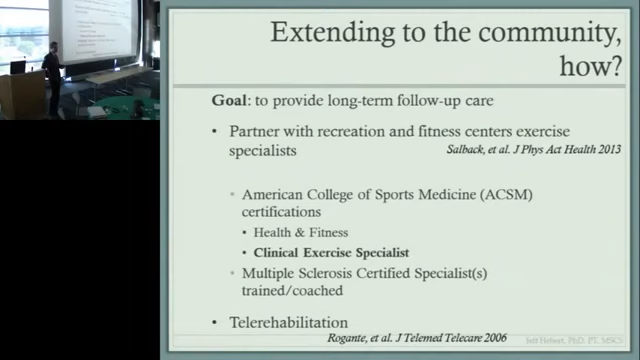 Extending to the community,
how?
Goal: to provide long-term follow-up care
• Partner with recreation and fitness centers exercise
specialists
Salback, et al. J Phys Act Health 2013
American College of Sports Medicine (ACSM)
certifications
• Health & Fitness
• Clinical Exercise Specialist
Multiple Sclerosis Certified Specialist(s)
trained/coached
• Telerehabilitation
Rogante, et al. J Telemed Telecare 2006
Jeff Hebert, PhD, PT, MSCS